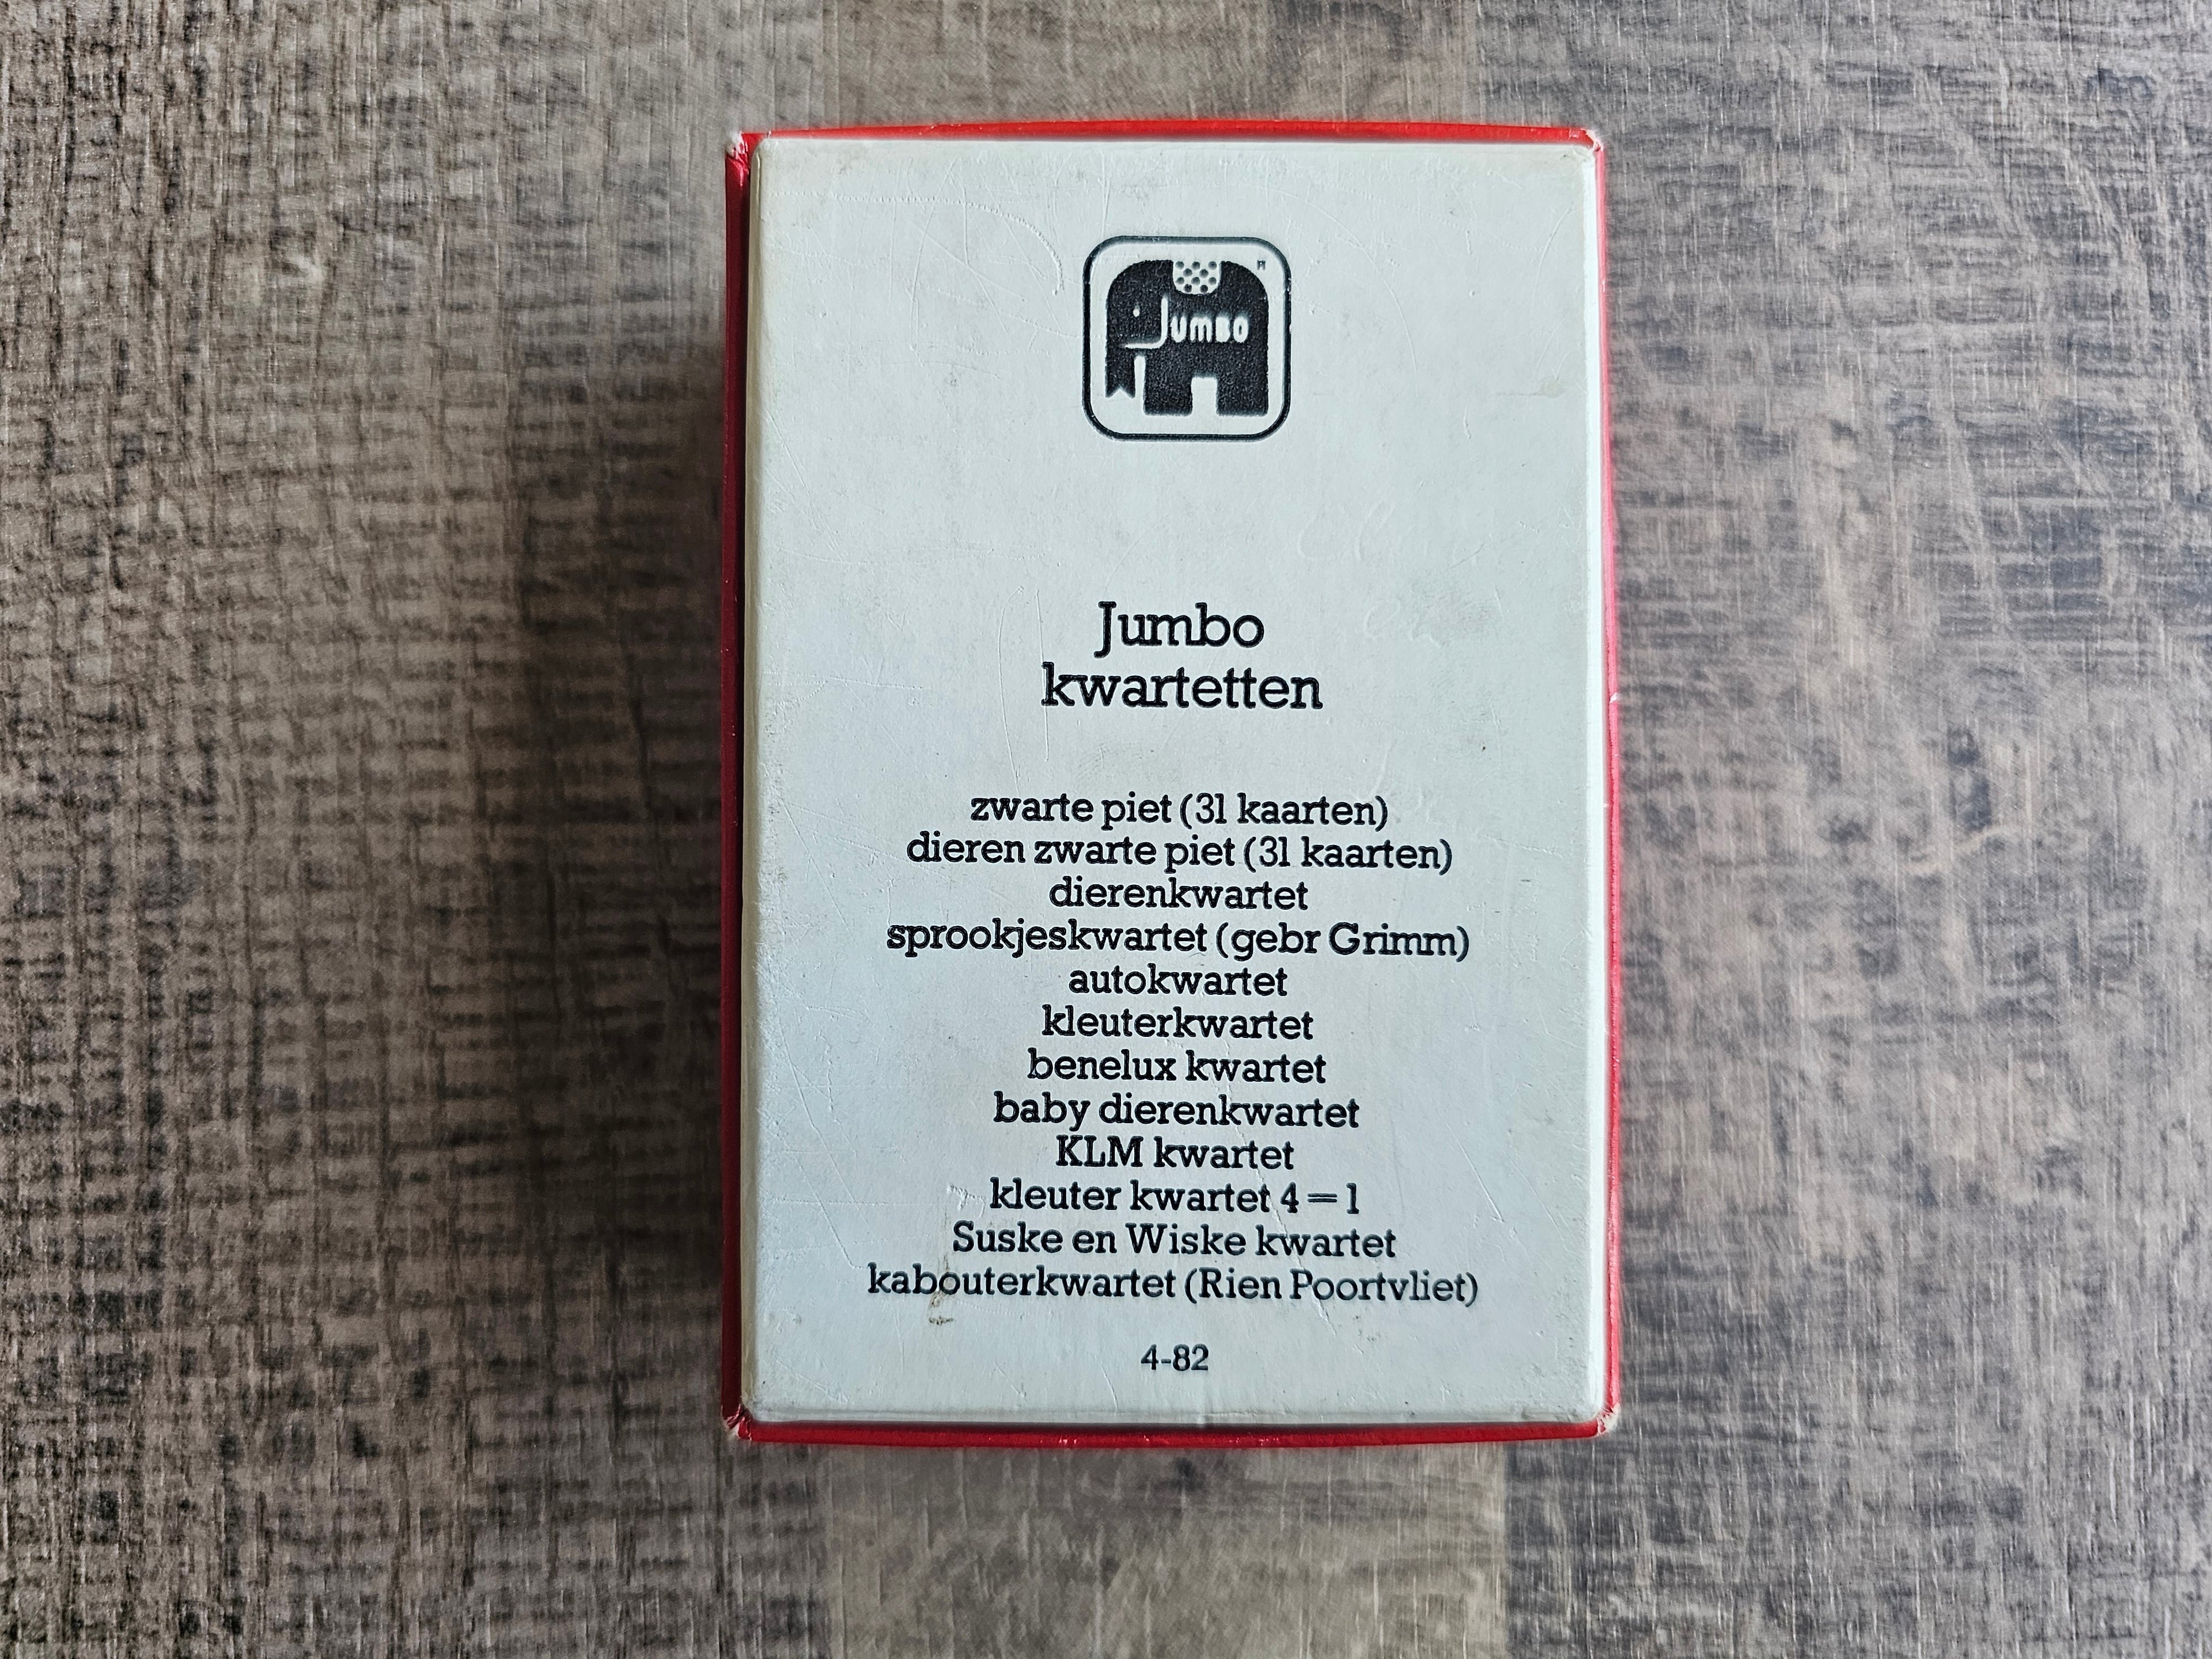 Jumbo
Jumbo
kwartetten
zwarte piet (31 kaarten)
dieren zwarte piet (31 kaarten)
dierenkwartet
sprookjeskwartet (gebr Grimm)
autokwartet
kleuterkwartet
benelux kwartet
baby dierenkwartet
KLM kwartet
kleuter kwartet 4=1
Suske en Wiske kwartet
kabouterkwartet (Rien Poortvliet)
4-82